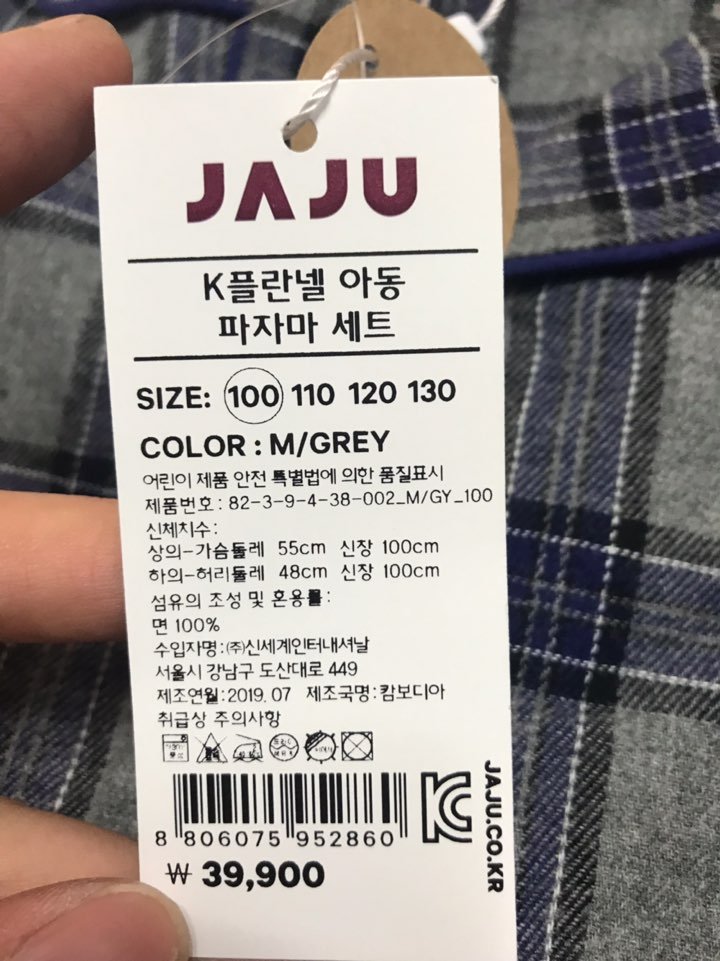 JAJU
K플란넬 아동
파자마 세트
SIZE: 100 110 120 130
COLOR : M/GREY
어린이 제품 안전 특별법에 의한 품질표시
제품번호 : 82-3-9-4-38-002_M/GY_100
신체치수:
상의-가슴둘레 55cm 신장 100cm
하의-허리둘레 48cm 신장 100cm
섬유의 조성 및 혼용률:
면 100%
수입자명:(주)신세계인터내셔날
서울시 강남구 도산대로 449
제조연월:2019.07 제조국명:캄보디아
취급상 주의사항
8 806075 952860
₩ 39,900
JAJU.CO.KR